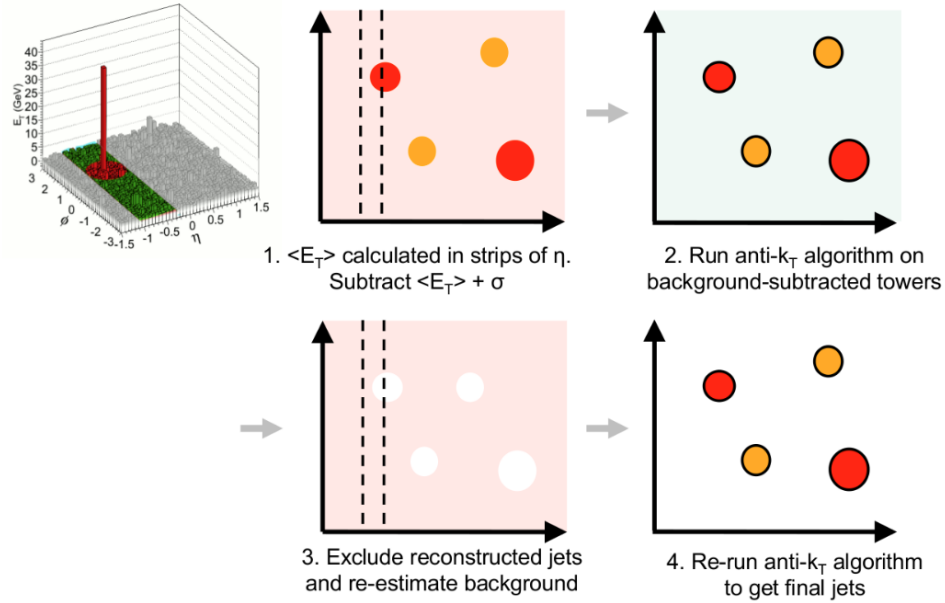 E_T (GeV)
40
35
30
25
20
15
10
5
0
3
2
1
0
-1
-2
-3
ϕ
-1.5
-1
-0.5
0
0.5
1
1.5
η
1. <E_T> calculated in strips of η.
Subtract <E_T> + σ
2. Run anti-k_T algorithm on
background-subtracted towers
3. Exclude reconstructed jets
and re-estimate background
4. Re-run anti-k_T algorithm
to get final jets